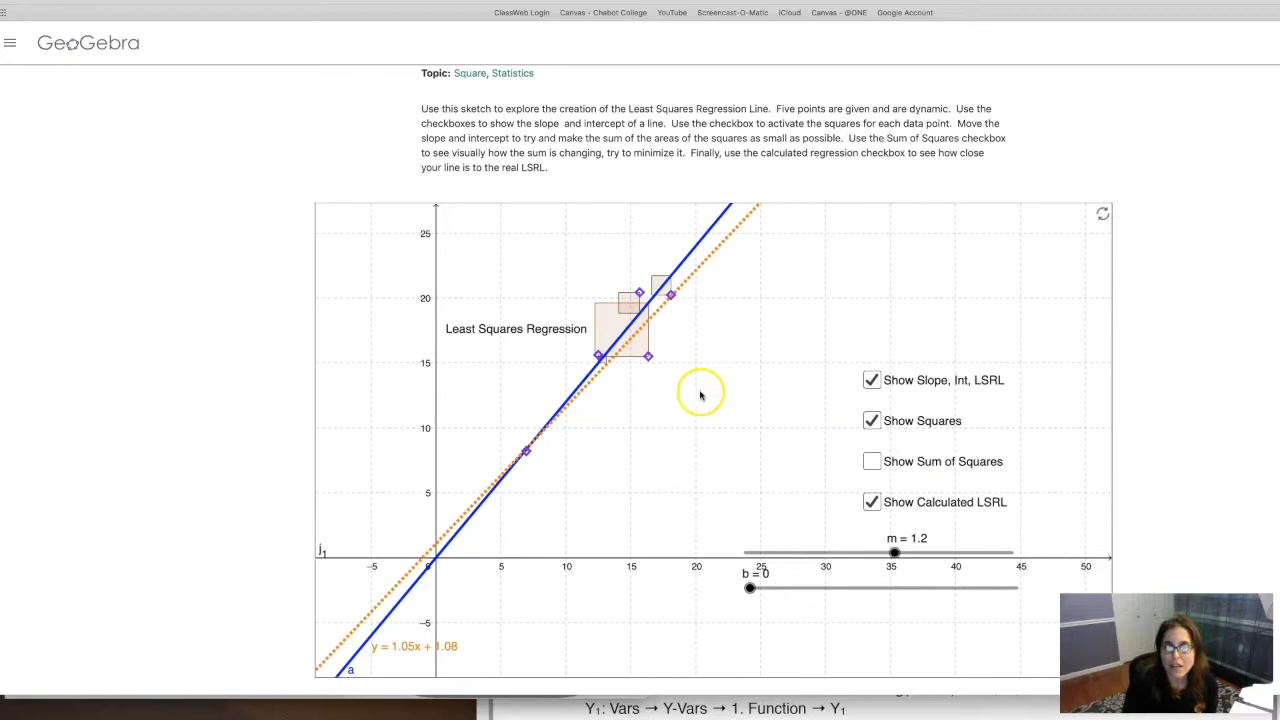 ClassWeb Login Canvas - Chabot College YouTube Screencast-O-Matic iCloud Canvas - @ONE Google Account
GeoGebra
Topic: Square, Statistics
Use this sketch to explore the creation of the Least Squares Regression Line. Five points are given and are dynamic. Use the
checkboxes to show the slope and intercept of a line. Use the checkbox to activate the squares for each data point. Move the
slope and intercept to try and make the sum of the areas of the squares as small as possible. Use the Sum of Squares checkbox
to see visually how the sum is changing, try to minimize it. Finally, use the calculated regression checkbox to see how close
your line is to the real LSRL.
25
20
Least Squares Regression
15
Show Slope, Int, LSRL
10
Show Squares
Show Sum of Squares
5
Show Calculated LSRL
m = 1.2
j₁
–5 0 5 10 15 20 25 30 35 40 45 50
b = 0
–5
y = 1.05x + 1.08
a
Y₁: Vars → Y-Vars → 1. Function → Y₁